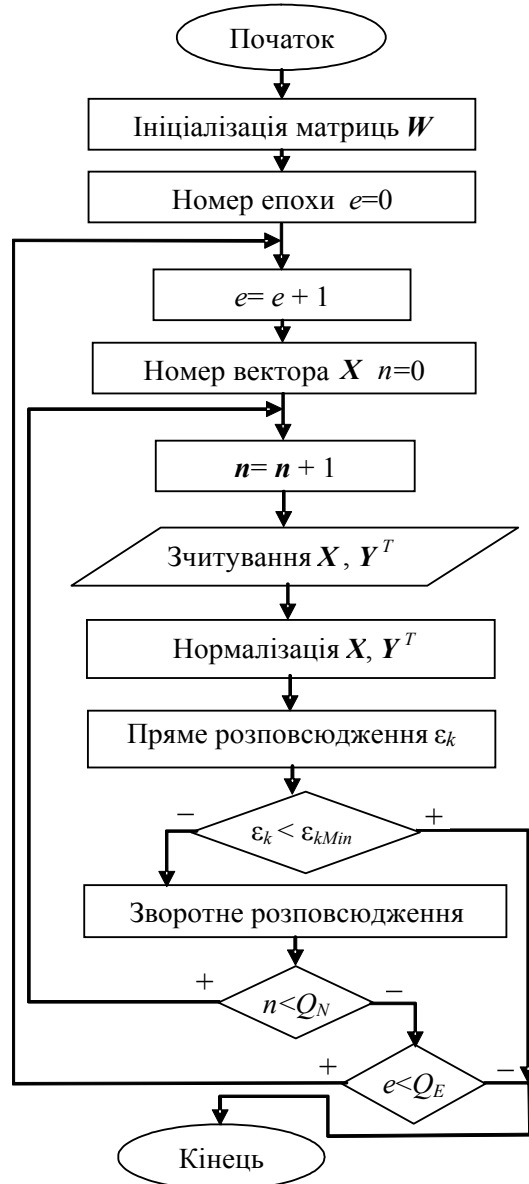 Початок
Ініціалізація матриць W
Номер епохи e=0
e= e + 1
Номер вектора X n=0
n= n + 1
Зчитування X , Y^T
Нормалізація X, Y^T
Пряме розповсюдження ε_k
−
ε_k < ε_kMin
+
Зворотне розповсюдження
+
n<Q_N
−
+
e<Q_E
−
Кінець